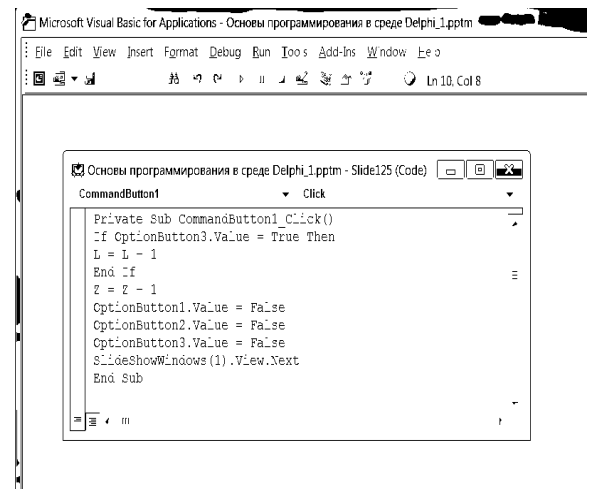 Microsoft Visual Basic for Applications - Основы программирования в среде Delphi_1.pptm
File Edit View Insert Format Debug Run Tools Add-Ins Window Help
Ln 10, Col 8
Основы программирования в среде Delphi_1.pptm - Slide125 (Code)
CommandButton1 Click
Private Sub CommandButton1_Click()
If OptionButton3.Value = True Then
L = L - 1
End If
Z = Z - 1
OptionButton1.Value = False
OptionButton2.Value = False
OptionButton3.Value = False
SlideShowWindows(1).View.Next
End Sub